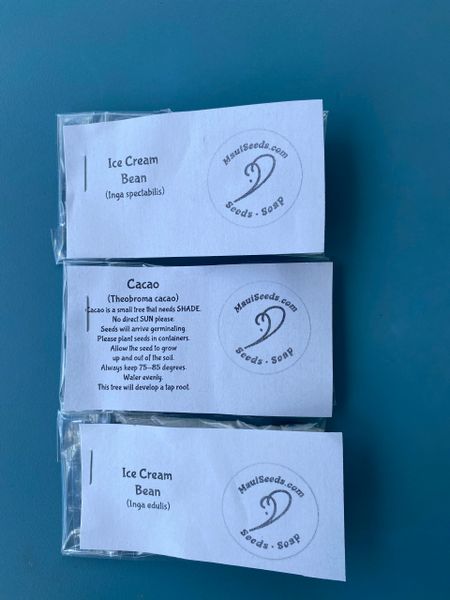 Ice Cream
Bean
(Inga spectabilis)
MauiSeeds.com
Seeds · Soap
Cacao
(Theobroma cacao)
Cacao is a small tree that needs SHADE.
No direct SUN please.
Seeds will arrive germinating.
Please plant seeds in containers.
Allow the seed to grow
up and out of the soil.
Always keep 75-85 degrees.
Water evenly.
This tree will develop a tap root.
MauiSeeds.com
Seeds · Soap
Ice Cream
Bean
(Inga edulis)
MauiSeeds.com
Seeds · Soap